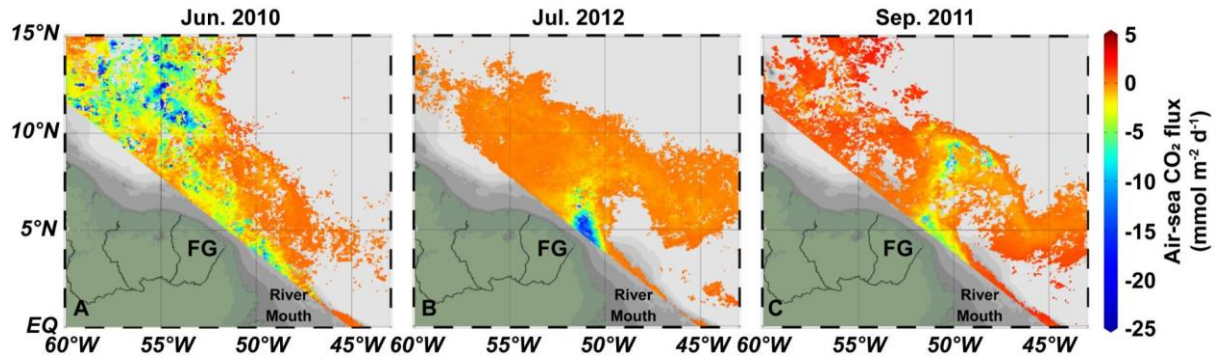 Jun. 2010 Jul. 2012 Sep. 2011
15°N
10°N
5°N
EQ
FG
River
Mouth
A
60°W 55°W 50°W 45°W
FG
River
Mouth
B
60°W 55°W 50°W 45°W
FG
River
Mouth
C
60°W 55°W 50°W 45°W
5
0
-5
-10
-15
-20
-25
Air-sea CO₂ flux
(mmol m⁻² d⁻¹)